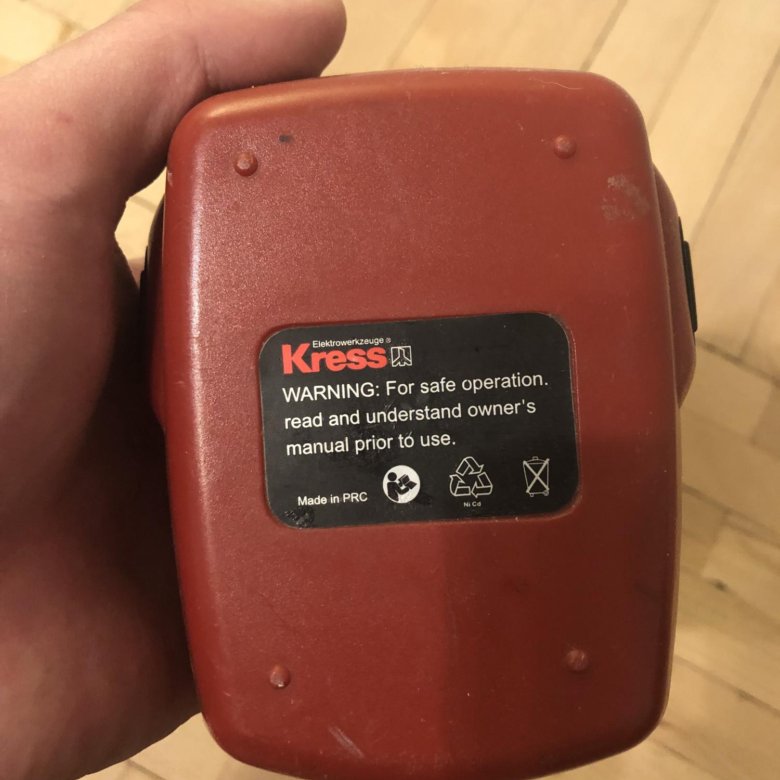 Elektrowerkzeuge ®
Kress
WARNING: For safe operation.
read and understand owner's
manual prior to use.
Made in PRC
Ni Cd